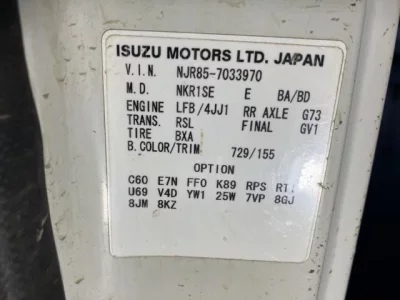 ISUZU MOTORS LTD. JAPAN
V.I.N. NJR85-7033970
M.D. NKR1SE E BA/BD
ENGINE LFB/4JJ1 RR AXLE G73
TRANS. RSL FINAL GV1
TIRE BXA
B.COLOR/TRIM 729/155
OPTION
C60 E7N FF0 K89 RPS
U69 V4D YW1 25W 7VP 8GJ
8JM 8KZ